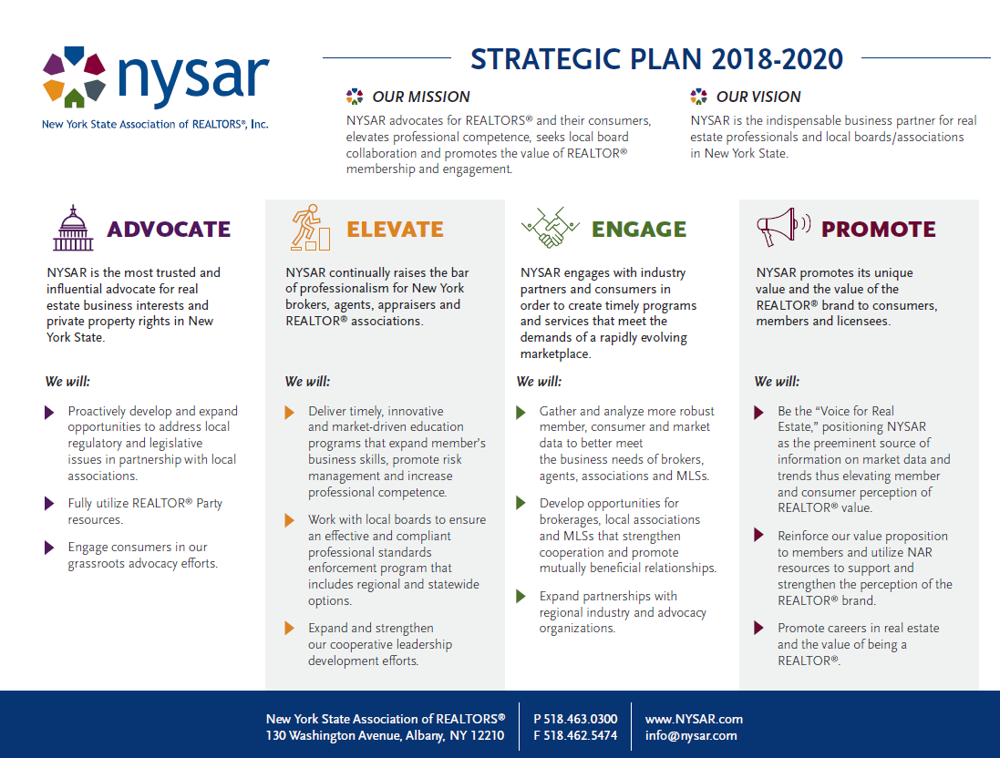 nysar
New York State Association of REALTORS®, Inc.
STRATEGIC PLAN 2018-2020
OUR MISSION
NYSAR advocates for REALTORS® and their consumers,
elevates professional competence, seeks local board
collaboration and promotes the value of REALTOR®
membership and engagement.
OUR VISION
NYSAR is the indispensable business partner for real
estate professionals and local boards/associations
in New York State.
ADVOCATE
NYSAR is the most trusted and
influential advocate for real
estate business interests and
private property rights in New
York State.
We will:
Proactively develop and expand
opportunities to address local
regulatory and legislative
issues in partnership with local
associations.
Fully utilize REALTOR® Party
resources.
Engage consumers in our
grassroots advocacy efforts.
ELEVATE
NYSAR continually raises the bar
of professionalism for New York
brokers, agents, appraisers and
REALTOR® associations.
We will:
Deliver timely, innovative
and market-driven education
programs that expand member's
business skills, promote risk
management and increase
professional competence.
Work with local boards to ensure
an effective and compliant
professional standards
enforcement program that
includes regional and statewide
options.
Expand and strengthen
our cooperative leadership
development efforts.
ENGAGE
NYSAR engages with industry
partners and consumers in
order to create timely programs
and services that meet the
demands of a rapidly evolving
marketplace.
We will:
Gather and analyze more robust
member, consumer and market
data to better meet
the business needs of brokers,
agents, associations and MLSs.
Develop opportunities for
brokerages, local associations
and MLSs that strengthen
cooperation and promote
mutually beneficial relationships.
Expand partnerships with
regional industry and advocacy
organizations.
PROMOTE
NYSAR promotes its unique
value and the value of the
REALTOR® brand to consumers,
members and licensees.
We will:
Be the “Voice for Real
Estate,” positioning NYSAR
as the preeminent source of
information on market data and
trends thus elevating member
and consumer perception of
REALTOR® value.
Reinforce our value proposition
to members and utilize NAR
resources to support and
strengthen the perception of the
REALTOR® brand.
Promote careers in real estate
and the value of being a
REALTOR®.
New York State Association of REALTORS®
130 Washington Avenue, Albany, NY 12210
P 518.463.0300
F 518.462.5474
www.NYSAR.com
info@nysar.com